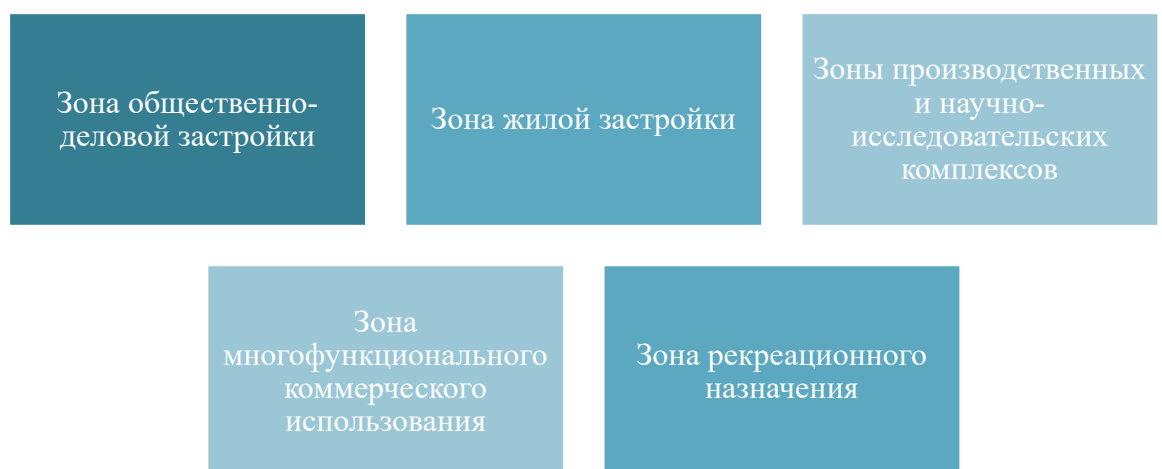 Зона общественно-
деловой застройки
Зона жилой застройки
Зоны производственных
и научно-
исследовательских
комплексов
Зона
многофункционального
коммерческого
использования
Зона рекреационного
назначения